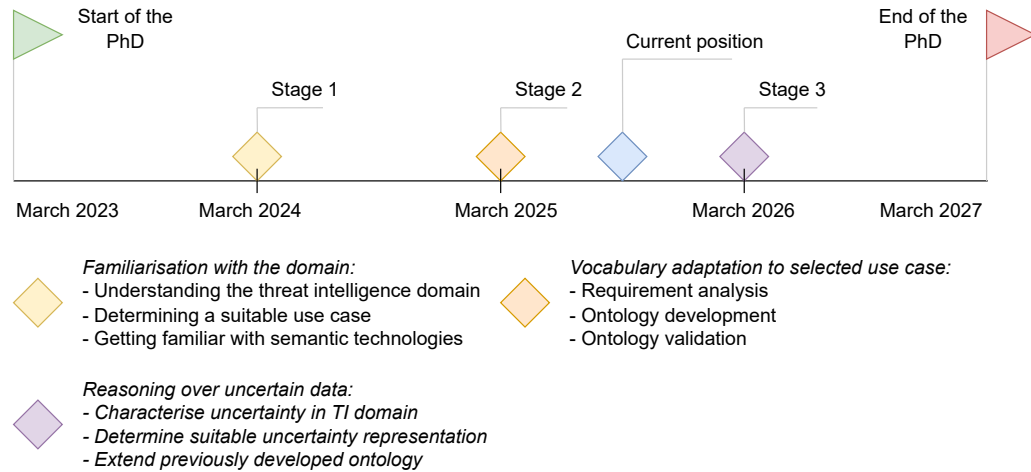 Start of the
PhD
End of the
PhD
Current position
Stage 1
Stage 2
Stage 3
March 2023
March 2024
March 2025
March 2026
March 2027
Familiarisation with the domain:
- Understanding the threat intelligence domain
- Determining a suitable use case
- Getting familiar with semantic technologies
Vocabulary adaptation to selected use case:
- Requirement analysis
- Ontology development
- Ontology validation
Reasoning over uncertain data:
- Characterise uncertainty in TI domain
- Determine suitable uncertainty representation
- Extend previously developed ontology